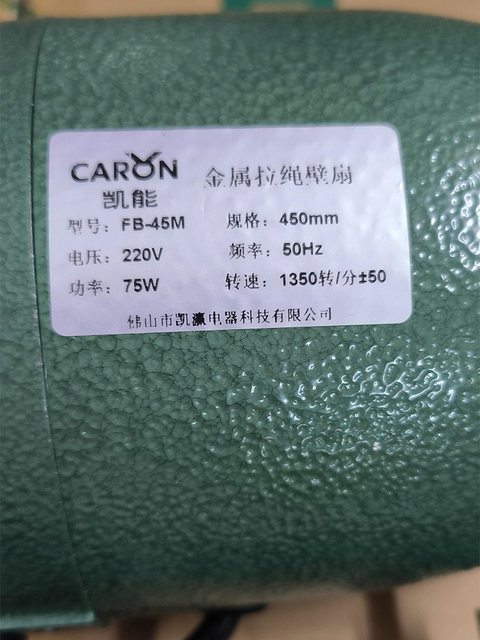 CARON 金属拉绳壁扇
凯能
型号：FB-45M 规格：450mm
电压：220V 频率：50Hz
功率：75W 转速：1350转/分±50
佛山市凯瀛电器科技有限公司